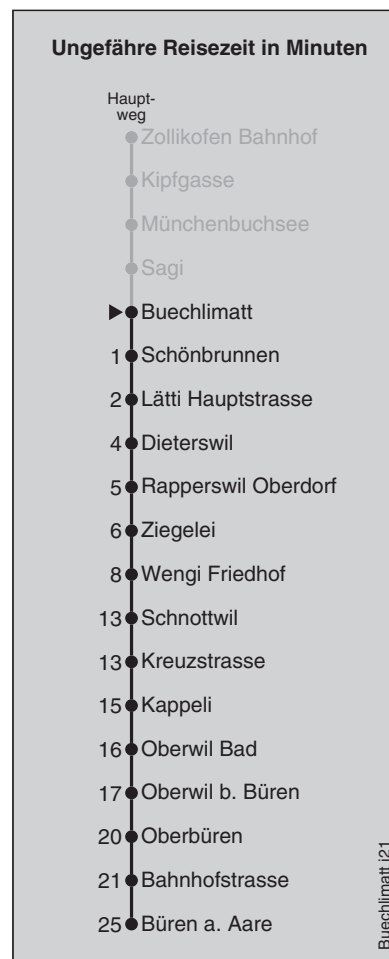 Ungefähre Reisezeit in Minuten
Haupt-
weg
Zollikofen Bahnhof
Kipfgasse
Münchenbuchsee
Sagi
Buechlimatt
1 Schönbrunnen
2 Lätti Hauptstrasse
4 Dieterswil
5 Rapperswil Oberdorf
6 Ziegelei
8 Wengi Friedhof
13 Schnottwil
13 Kreuzstrasse
15 Kappeli
16 Oberwil Bad
17 Oberwil b. Büren
20 Oberbüren
21 Bahnhofstrasse
25 Büren a. Aare
Buechlimatt j21